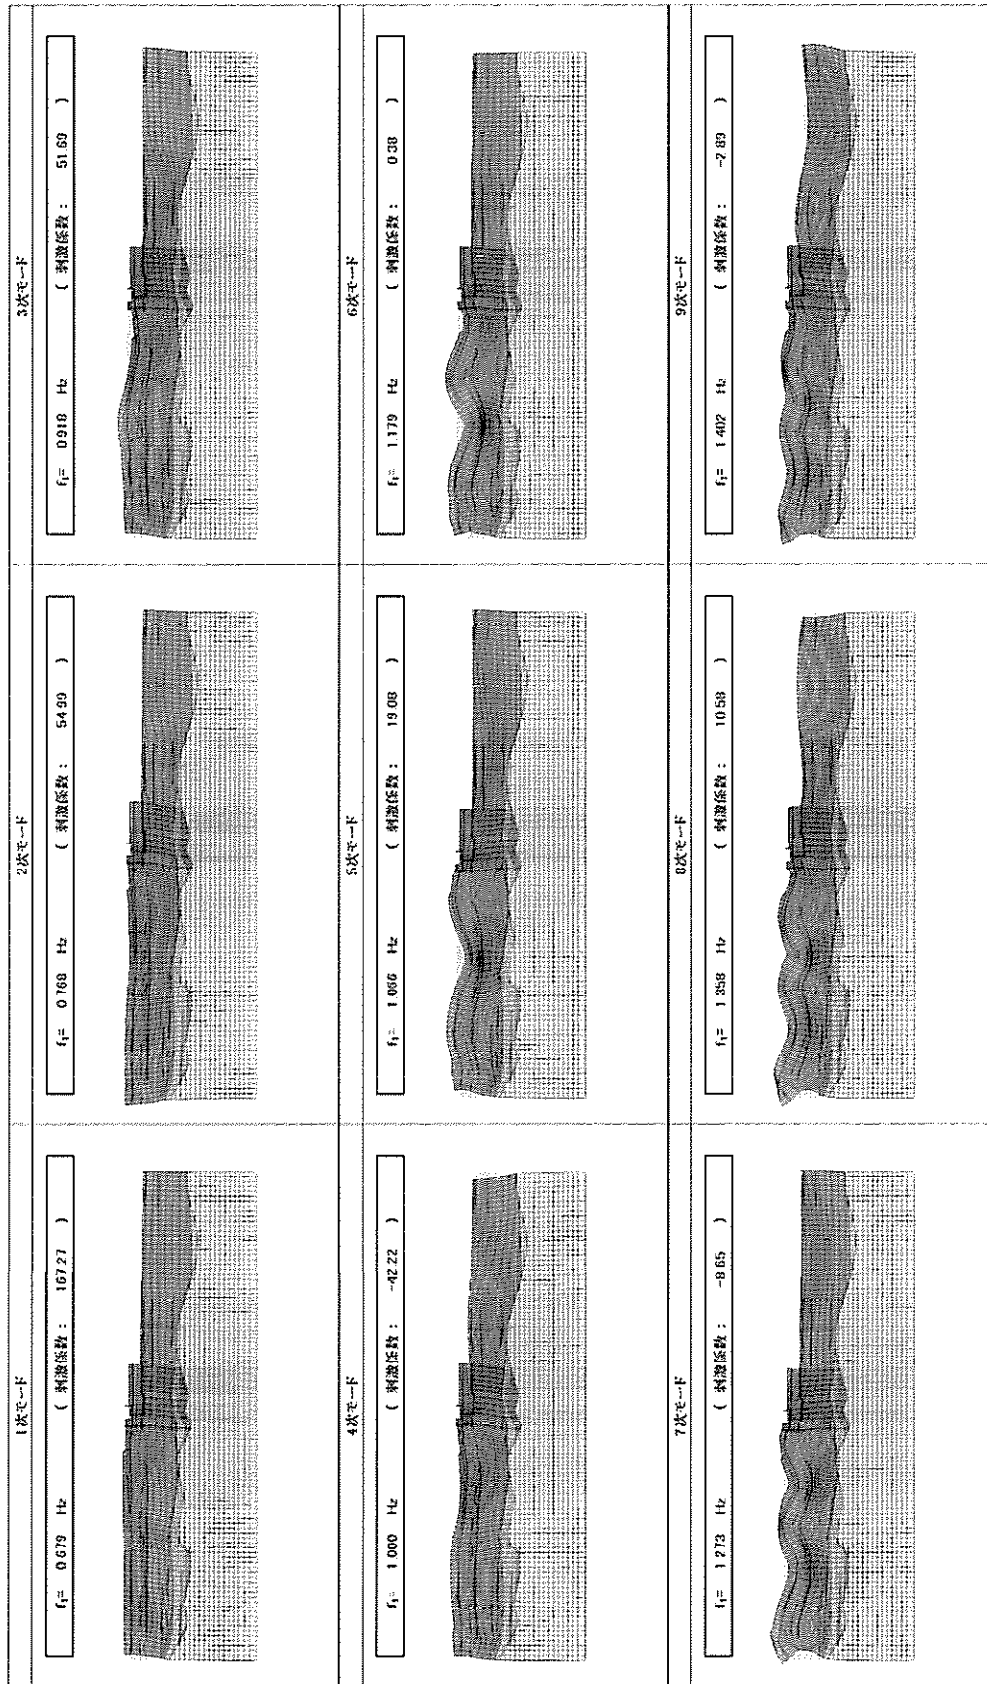 1次モード
f₁= 0.679 Hz ( 刺激係数 : 167.27 )
2次モード
f₁= 0.768 Hz ( 刺激係数 : 54.99 )
3次モード
f₁= 0.918 Hz ( 刺激係数 : 51.69 )
4次モード
f₁= 1.000 Hz ( 刺激係数 : -42.22 )
5次モード
f₁= 1.066 Hz ( 刺激係数 : 19.08 )
6次モード
f₁= 1.179 Hz ( 刺激係数 : 0.38 )
7次モード
f₁= 1.273 Hz ( 刺激係数 : -8.65 )
8次モード
f₁= 1.358 Hz ( 刺激係数 : 10.58 )
9次モード
f₁= 1.402 Hz ( 刺激係数 : -2.89 )